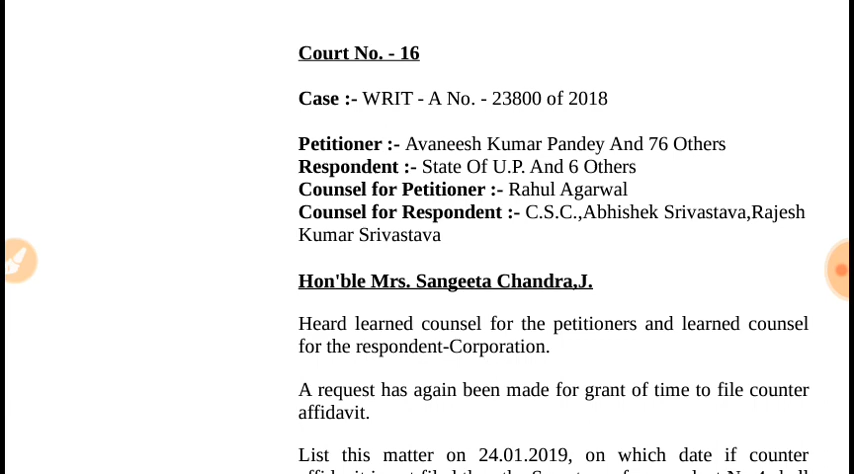 Court No. - 16
Case :- WRIT - A No. - 23800 of 2018
Petitioner :- Avaneesh Kumar Pandey And 76 Others
Respondent :- State Of U.P. And 6 Others
Counsel for Petitioner :- Rahul Agarwal
Counsel for Respondent :- C.S.C.,Abhishek Srivastava,Rajesh
Kumar Srivastava
Hon'ble Mrs. Sangeeta Chandra,J.
Heard learned counsel for the petitioners and learned counsel
for the respondent-Corporation.
A request has again been made for grant of time to file counter
affidavit.
List this matter on 24.01.2019, on which date if counter